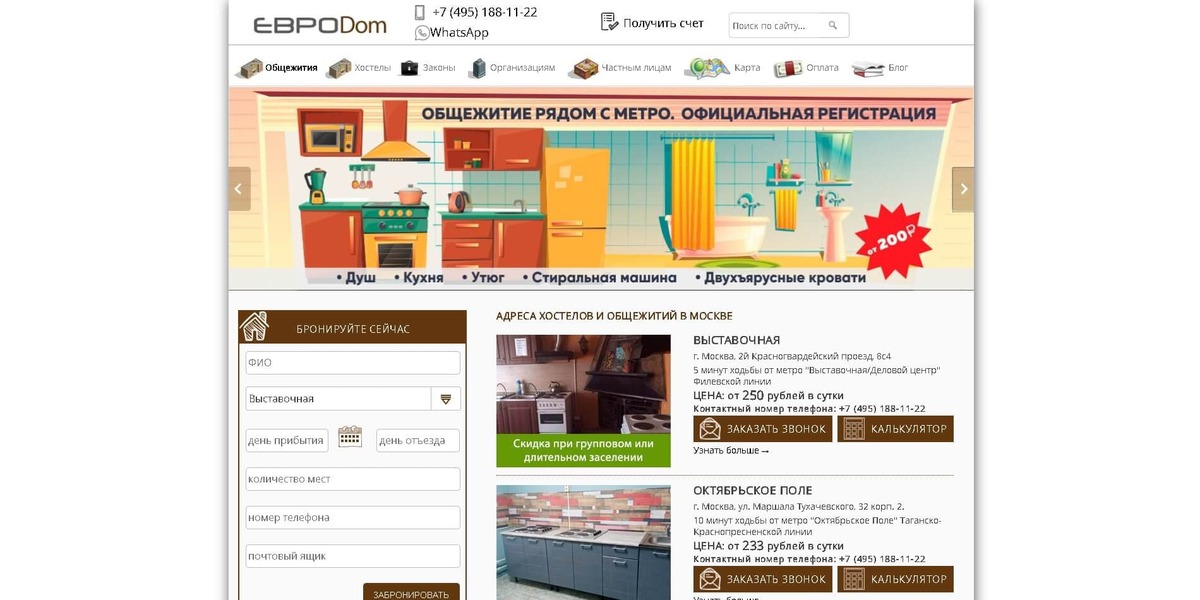 ЕВРОDom
+7 (495) 188-11-22
WhatsApp
Получить счет
Поиск по сайту...
Общежития
Хостелы
Законы
Организациям
Частным лицам
Карта
Оплата
Блог
ОБЩЕЖИТИЕ РЯДОМ С МЕТРО. ОФИЦИАЛЬНАЯ РЕГИСТРАЦИЯ
от 200₽
• Душ • Кухня • Утюг • Стиральная машина • Двухъярусные кровати
БРОНИРУЙТЕ СЕЙЧАС
ФИО
Выставочная
день прибытия
день отъезда
количество мест
номер телефона
почтовый ящик
ЗАБРОНИРОВАТЬ
АДРЕСА ХОСТЕЛОВ И ОБЩЕЖИТИЙ В МОСКВЕ
Скидка при групповом или
длительном заселении
ВЫСТАВОЧНАЯ
г. Москва, 2й Красногвардейский проезд, 8с4
5 минут ходьбы от метро "Выставочная/Деловой центр"
Филевской линии
ЦЕНА: от 250 рублей в сутки
Контактный номер телефона: +7 (495) 188-11-22
ЗАКАЗАТЬ ЗВОНОК
КАЛЬКУЛЯТОР
Узнать больше→
ОКТЯБРЬСКОЕ ПОЛЕ
г. Москва, ул. Маршала Тухачевского, 32 корп. 2.
10 минут ходьбы от метро "Октябрьское Поле" Таганско-
Краснопресненской линии
ЦЕНА: от 233 рублей в сутки
Контактный номер телефона: +7 (495) 188-11-22
ЗАКАЗАТЬ ЗВОНОК
КАЛЬКУЛЯТОР
Узнать больше→